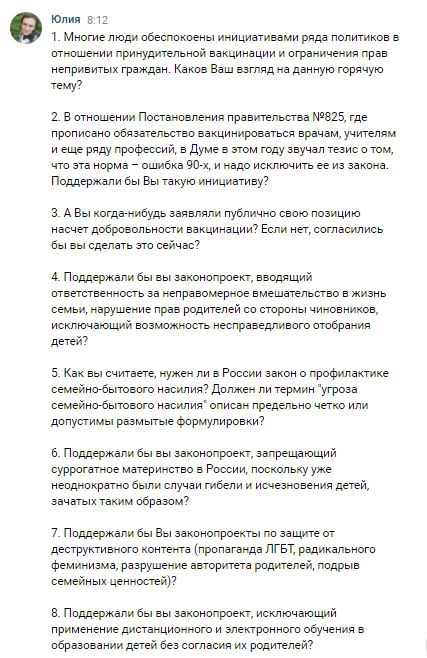 Юлия 8:12
1. Многие люди обеспокоены инициативами ряда политиков в
отношении принудительной вакцинации и ограничения прав
непривитых граждан. Каков Ваш взгляд на данную горячую
тему?
2. В отношении Постановления правительства №825, где
прописано обязательство вакцинироваться врачам, учителям
и еще ряду профессий, в Думе в этом году звучал тезис о том,
что эта норма – ошибка 90-х, и надо исключить ее из закона.
Поддержали бы Вы такую инициативу?
3. А Вы когда-нибудь заявляли публично свою позицию
насчет добровольности вакцинации? Если нет, согласились
бы вы сделать это сейчас?
4. Поддержали бы вы законопроект, вводящий
ответственность за неправомерное вмешательство в жизнь
семьи, нарушение прав родителей со стороны чиновников,
исключающий возможность несправедливого отобрания
детей?
5. Как вы считаете, нужен ли в России закон о профилактике
семейно-бытового насилия? Должен ли термин "угроза
семейно-бытового насилия" описан предельно четко или
допустимы размытые формулировки?
6. Поддержали бы вы законопроект, запрещающий
суррогатное материнство в России, поскольку уже
неоднократно были случаи гибели и исчезновения детей,
зачатых таким образом?
7. Поддержали бы Вы законопроекты по защите от
деструктивного контента (пропаганда ЛГБТ, радикального
феминизма, разрушение авторитета родителей, подрыв
семейных ценностей)?
8. Поддержали бы вы законопроект, исключающий
применение дистанционного и электронного обучения в
образовании детей без согласия их родителей?